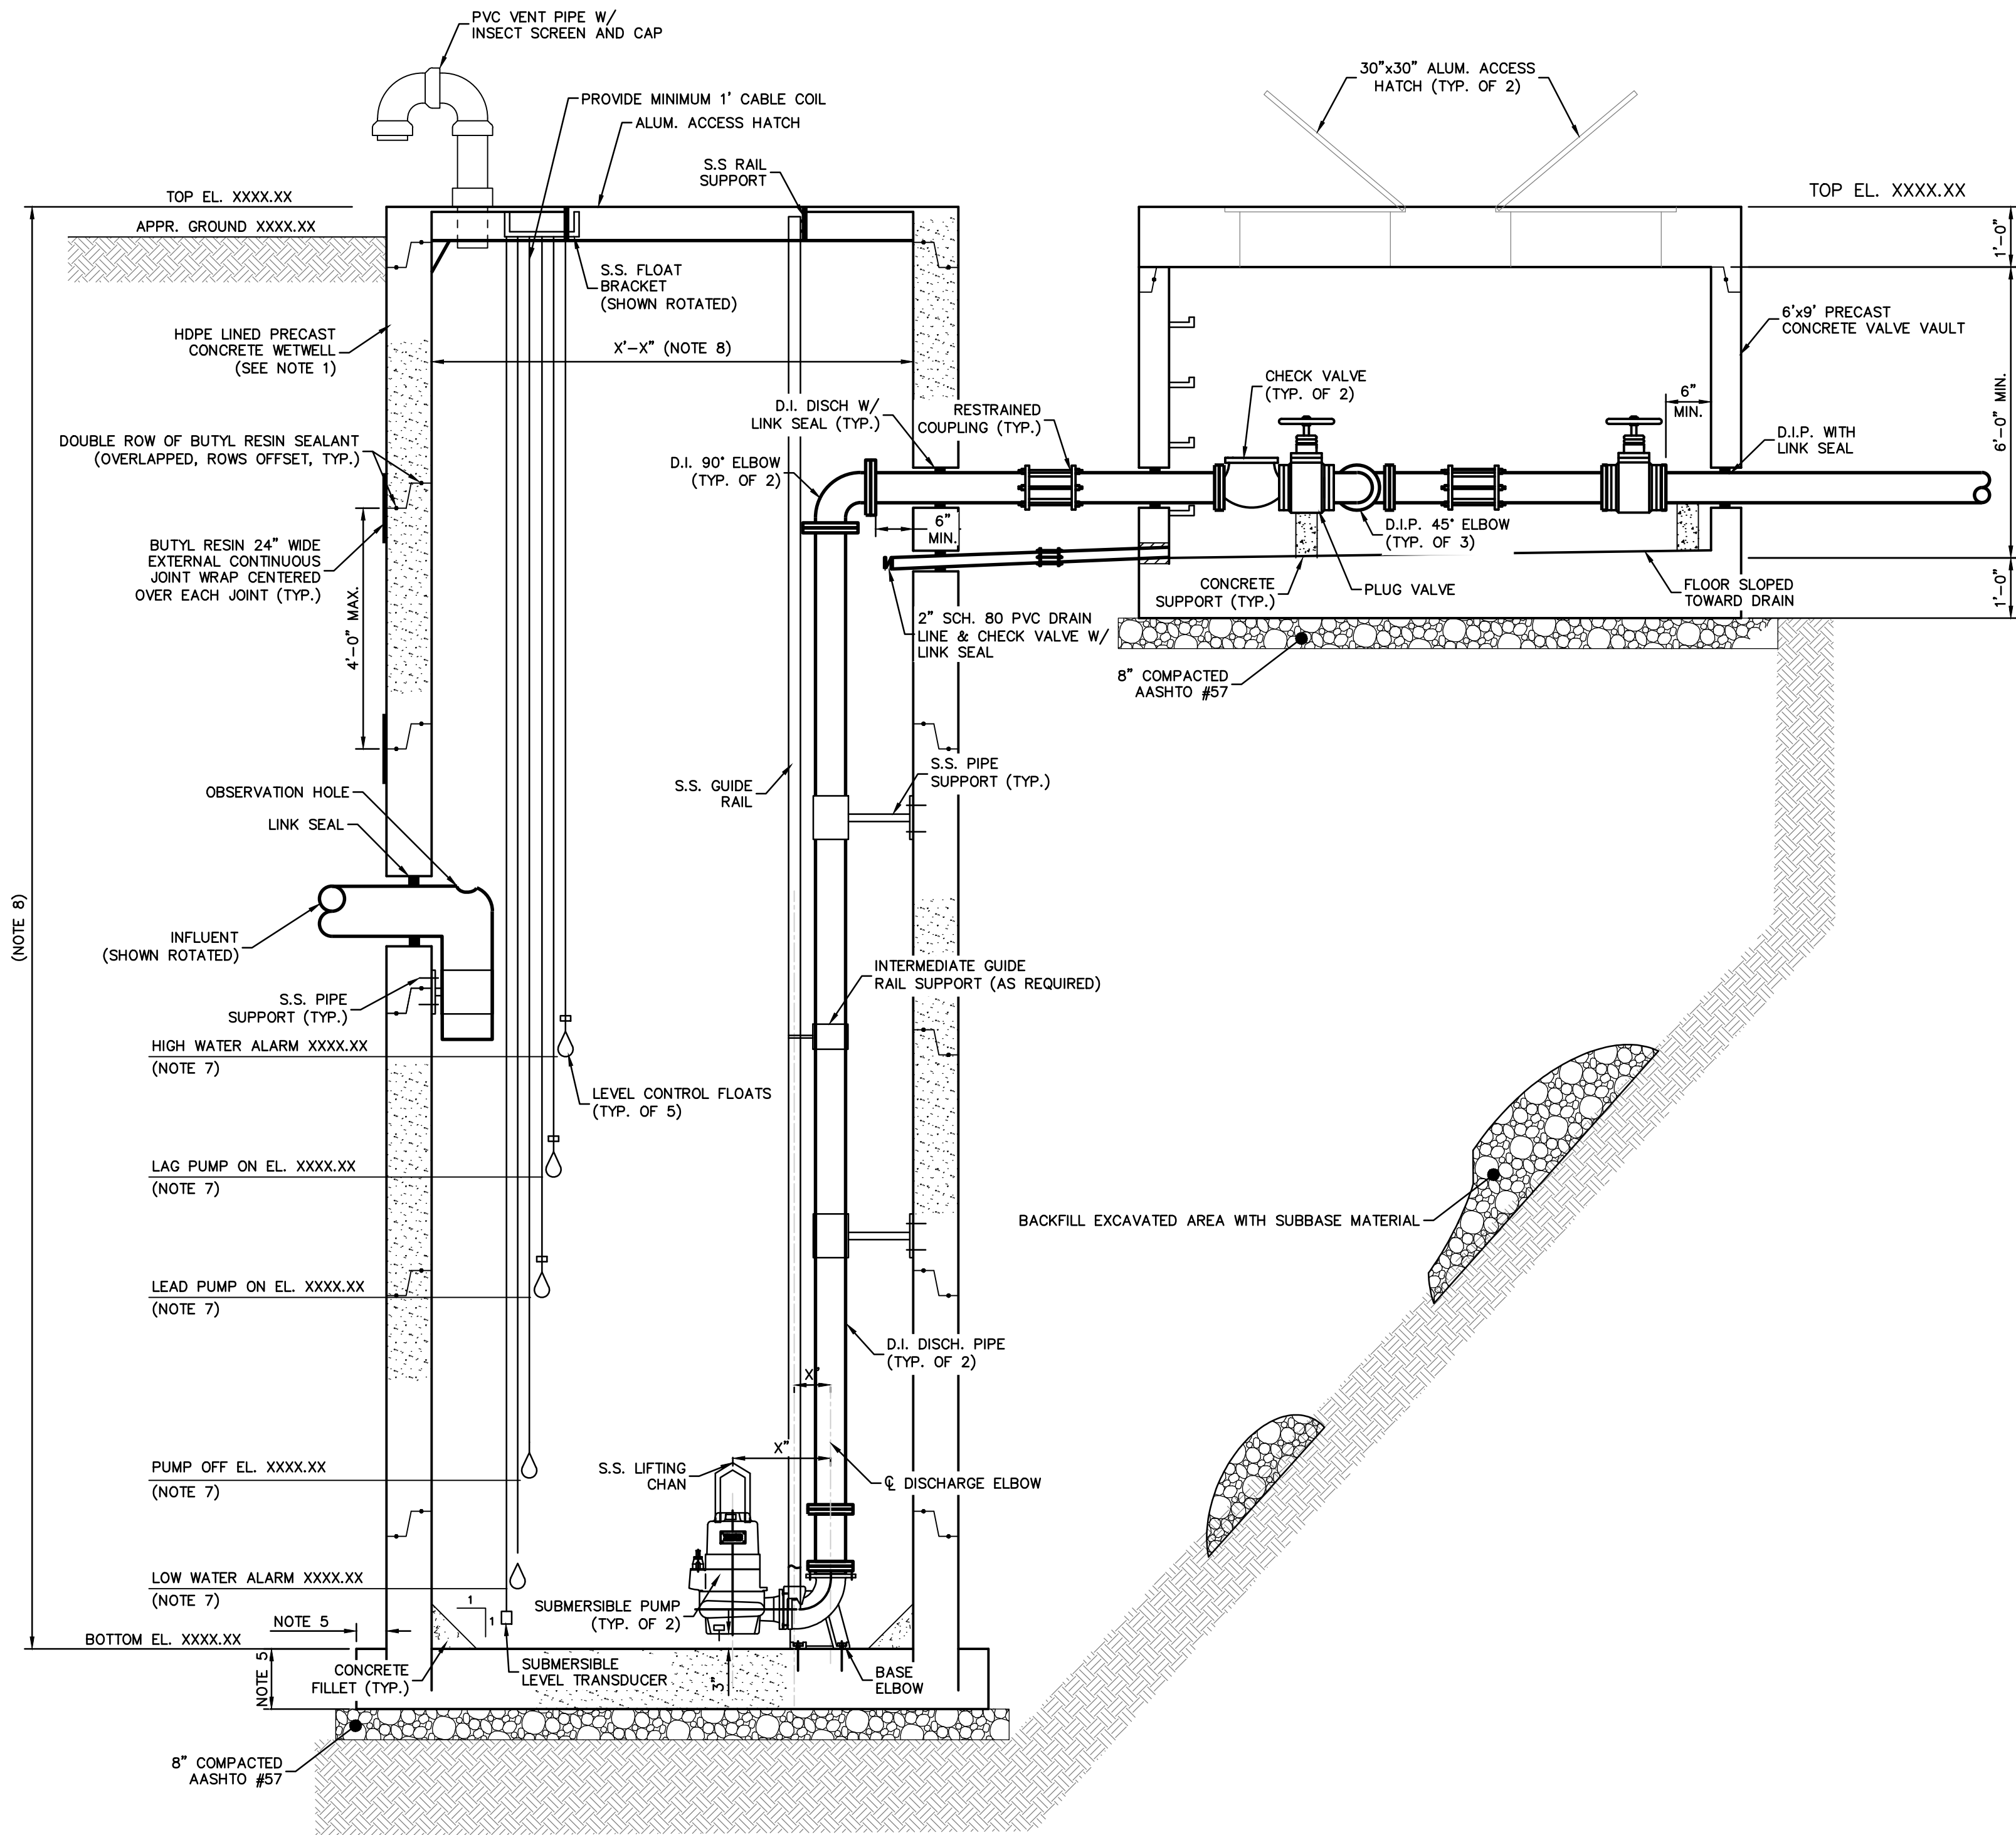 PVC VENT PIPE W/
INSECT SCREEN AND CAP
30"x30" ALUM. ACCESS
HATCH (TYP. OF 2)
PROVIDE MINIMUM 1' CABLE COIL
ALUM. ACCESS HATCH
S.S RAIL
SUPPORT
TOP EL. XXXX.XX
TOP EL. XXXX.XX
APPR. GROUND XXXX.XX
1'-0"
S.S. FLOAT
BRACKET
(SHOWN ROTATED)
HDPE LINED PRECAST
CONCRETE WETWELL
(SEE NOTE 1)
X'-X" (NOTE 8)
6'x9' PRECAST
CONCRETE VALVE VAULT
CHECK VALVE
(TYP. OF 2)
6"
MIN.
6'-0" MIN.
D.I. DISCH W/
LINK SEAL (TYP.)
RESTRAINED
COUPLING (TYP.)
D.I.P. WITH
LINK SEAL
DOUBLE ROW OF BUTYL RESIN SEALANT
(OVERLAPPED, ROWS OFFSET, TYP.)
D.I. 90° ELBOW
(TYP. OF 2)
6"
MIN.
D.I.P. 45° ELBOW
(TYP. OF 3)
BUTYL RESIN 24" WIDE
EXTERNAL CONTINUOUS
JOINT WRAP CENTERED
OVER EACH JOINT (TYP.)
4'-0" MAX.
CONCRETE
SUPPORT (TYP.)
PLUG VALVE
FLOOR SLOPED
TOWARD DRAIN
1'-0"
2" SCH. 80 PVC DRAIN
LINE & CHECK VALVE W/
LINK SEAL
8" COMPACTED
AASHTO #57
S.S. PIPE
SUPPORT (TYP.)
S.S. GUIDE
RAIL
OBSERVATION HOLE
LINK SEAL
(NOTE 8)
INFLUENT
(SHOWN ROTATED)
INTERMEDIATE GUIDE
RAIL SUPPORT (AS REQUIRED)
S.S. PIPE
SUPPORT (TYP.)
HIGH WATER ALARM XXXX.XX
(NOTE 7)
LEVEL CONTROL FLOATS
(TYP. OF 5)
LAG PUMP ON EL. XXXX.XX
(NOTE 7)
BACKFILL EXCAVATED AREA WITH SUBBASE MATERIAL
LEAD PUMP ON EL. XXXX.XX
(NOTE 7)
D.I. DISCH. PIPE
(TYP. OF 2)
X"
X"
PUMP OFF EL. XXXX.XX
(NOTE 7)
S.S. LIFTING
CHAN
℄ DISCHARGE ELBOW
LOW WATER ALARM XXXX.XX
(NOTE 7)
1
1
SUBMERSIBLE PUMP
(TYP. OF 2)
NOTE 5
BOTTOM EL. XXXX.XX
NOTE 5
CONCRETE
FILLET (TYP.)
SUBMERSIBLE
LEVEL TRANSDUCER
3"
BASE
ELBOW
8" COMPACTED
AASHTO #57